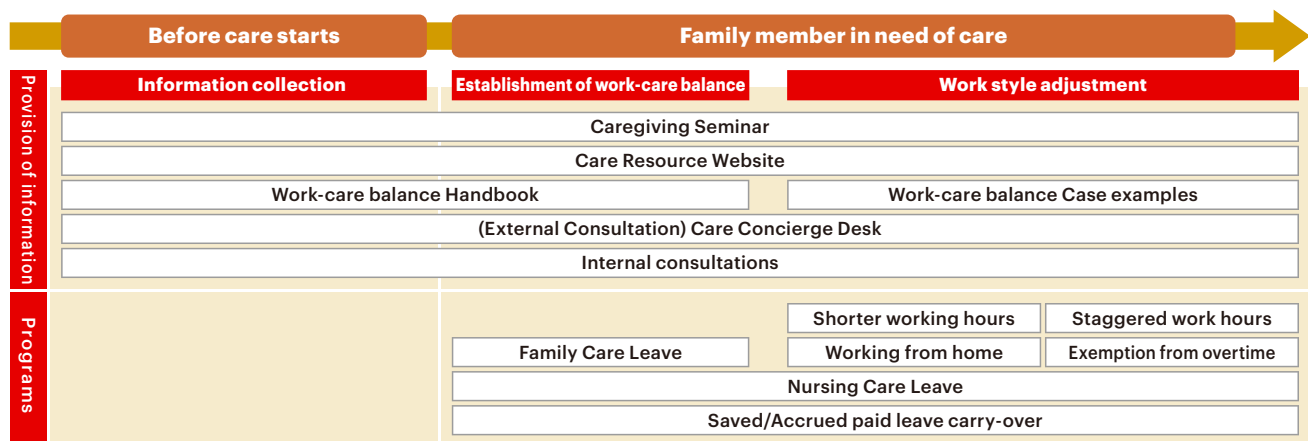 Before care starts
Family member in need of care
Provision of information
Information collection
Establishment of work-care balance
Work style adjustment
Caregiving Seminar
Care Resource Website
Work-care balance Handbook
Work-care balance Case examples
(External Consultation) Care Concierge Desk
Internal consultations
Programs
Shorter working hours
Staggered work hours
Family Care Leave
Working from home
Exemption from overtime
Nursing Care Leave
Saved/Accrued paid leave carry-over